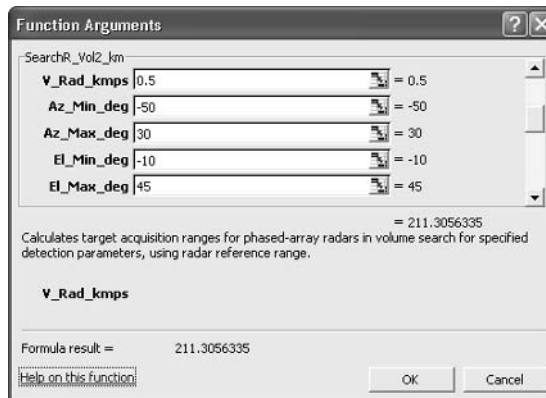 Function Arguments
SearchR_Vol2_km
V_Rad_kmps 0.5 = 0.5
Az_Min_deg -50 = -50
Az_Max_deg 30 = 30
El_Min_deg -10 = -10
El_Max_deg 45 = 45
= 211.3056335
Calculates target acquisition ranges for phased-array radars in volume search for specified
detection parameters, using radar reference range.
V_Rad_kmps
Formula result = 211.3056335
Help on this function OK Cancel